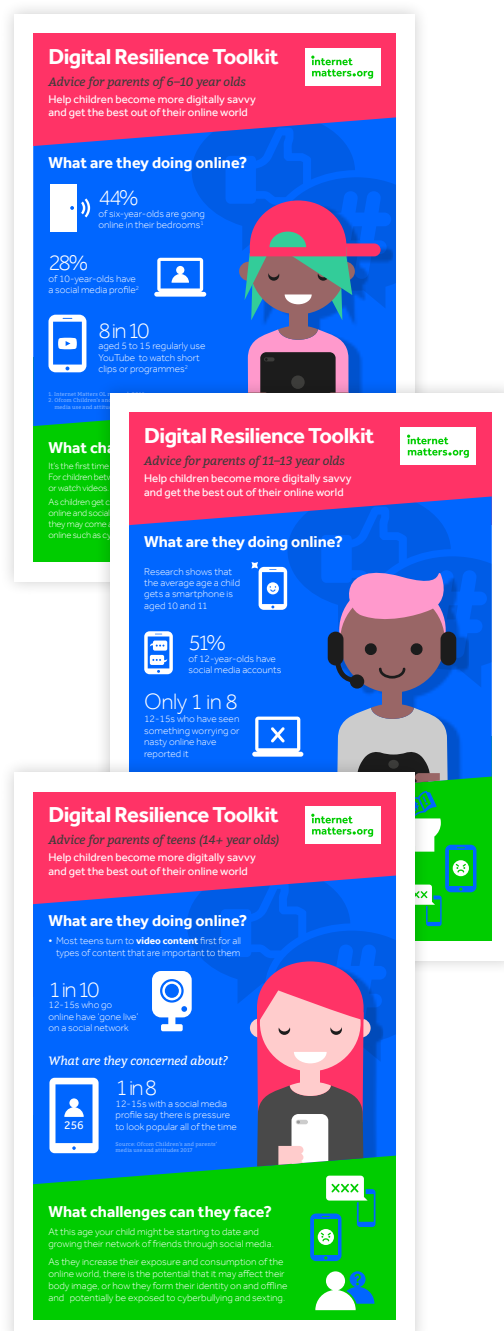 Digital Resilience Toolkit
internet
matters.org
Advice for parents of 6–10 year olds
Help children become more digitally savvy
and get the best out of their online world
What are they doing online?
44%
of six-year-olds are going
online in their bedrooms¹
28%
of 10-year-olds have
a social media profile²
8 in 10
aged 5 to 15 regularly use
YouTube to watch short
clips or programmes²
1. Internet Matters
2. Ofcom Children's
media use and
What
It's the first time
For children
or watch videos.
As children get
online and social
they may come
online such as
Digital Resilience Toolkit
internet
matters.org
Advice for parents of 11–13 year olds
Help children become more digitally savvy
and get the best out of their online world
What are they doing online?
Research shows that
the average age a child
gets a smartphone is
aged 10 and 11
51%
of 12-year-olds have
social media accounts
Only 1 in 8
12-15s who have seen
something worrying or
nasty online have
reported it
XX
Digital Resilience Toolkit
internet
matters.org
Advice for parents of teens (14+ year olds)
Help children become more digitally savvy
and get the best out of their online world
What are they doing online?
• Most teens turn to video content first for all
types of content that are important to them
1 in 10
12-15s who go
online have 'gone live'
on a social network
What are they concerned about?
256
1 in 8
12-15s with a social media
profile say there is pressure
to look popular all of the time
Source: Ofcom Children's and parents'
media use and attitudes 2017
What challenges can they face?
XXX
At this age your child might be starting to date and
growing their network of friends through social media.
As they increase their exposure and consumption of the
online world, there is the potential that it may affect their
body image, or how they form their identity on and offline
and potentially be exposed to cyberbullying and sexting.
?